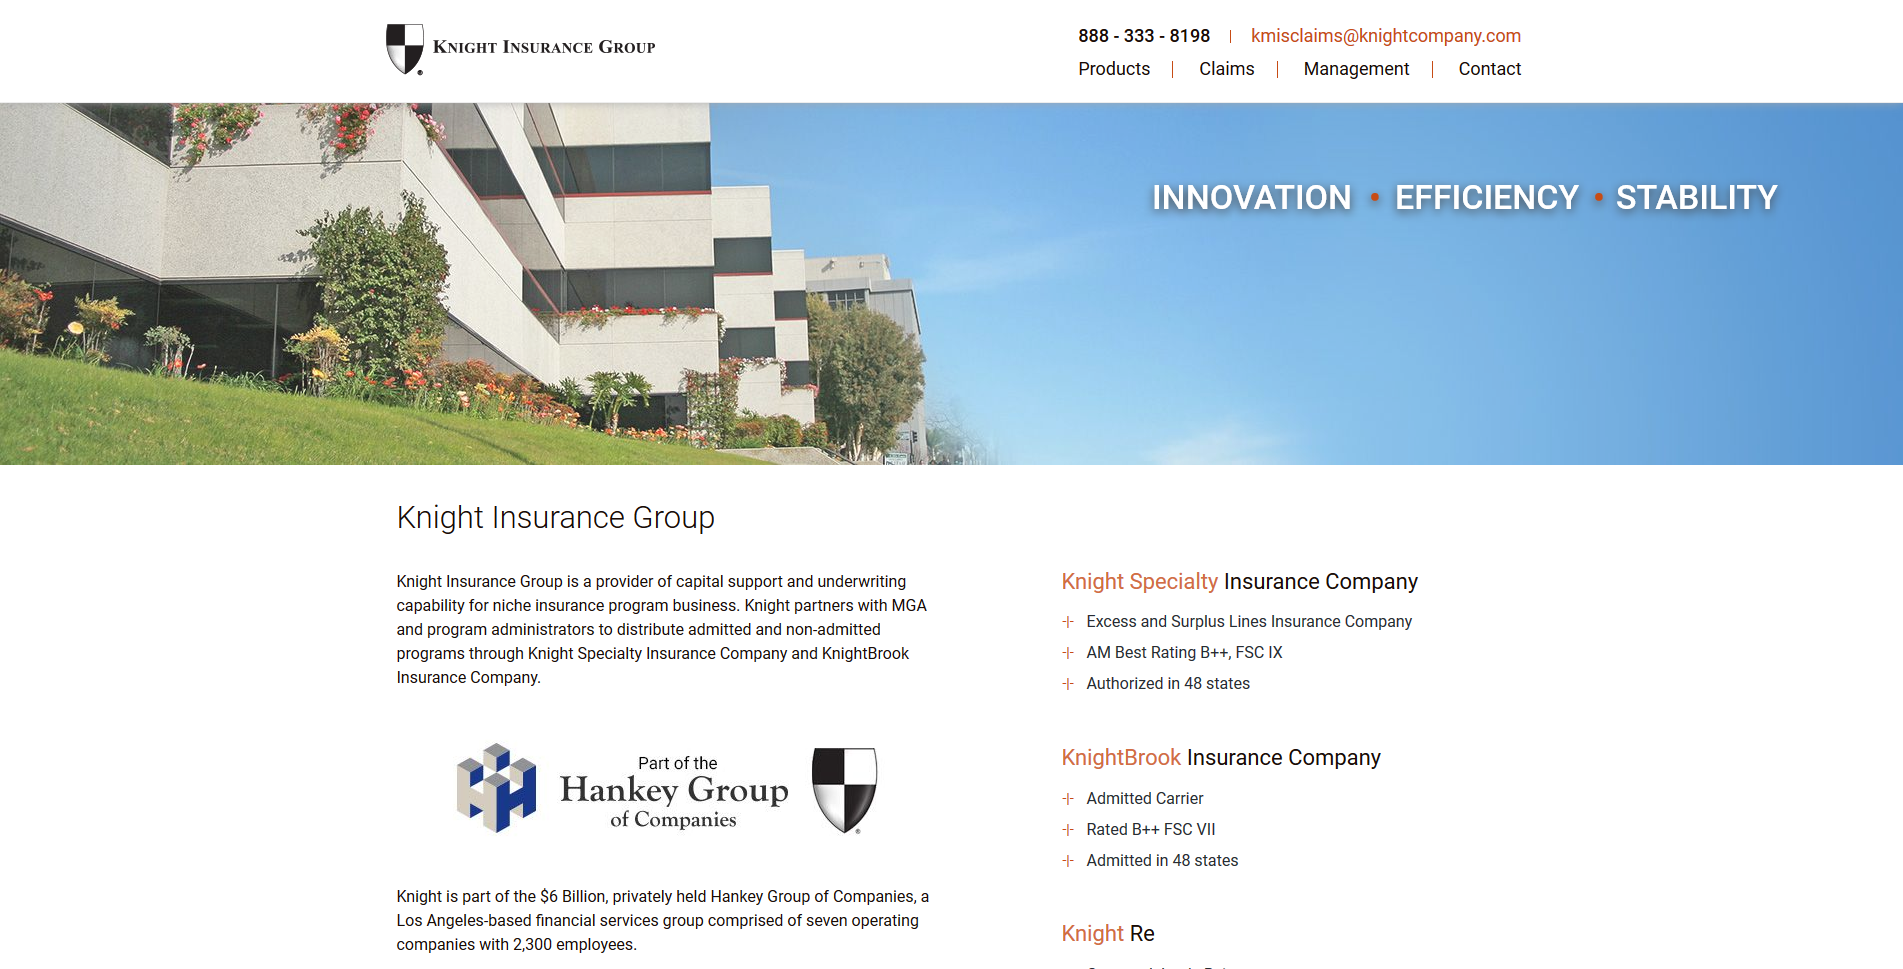 KNIGHT INSURANCE GROUP
®
888 - 333 - 8198 | kmisclaims@knightcompany.com
Products | Claims | Management | Contact
INNOVATION • EFFICIENCY • STABILITY
Knight Insurance Group
Knight Insurance Group is a provider of capital support and underwriting
capability for niche insurance program business. Knight partners with MGA
and program administrators to distribute admitted and non-admitted
programs through Knight Specialty Insurance Company and KnightBrook
Insurance Company.
Part of the
Hankey Group
of Companies
®
Knight is part of the $6 Billion, privately held Hankey Group of Companies, a
Los Angeles-based financial services group comprised of seven operating
companies with 2,300 employees.
Knight Specialty Insurance Company
Excess and Surplus Lines Insurance Company
AM Best Rating B++, FSC IX
Authorized in 48 states
KnightBrook Insurance Company
Admitted Carrier
Rated B++ FSC VII
Admitted in 48 states
Knight Re